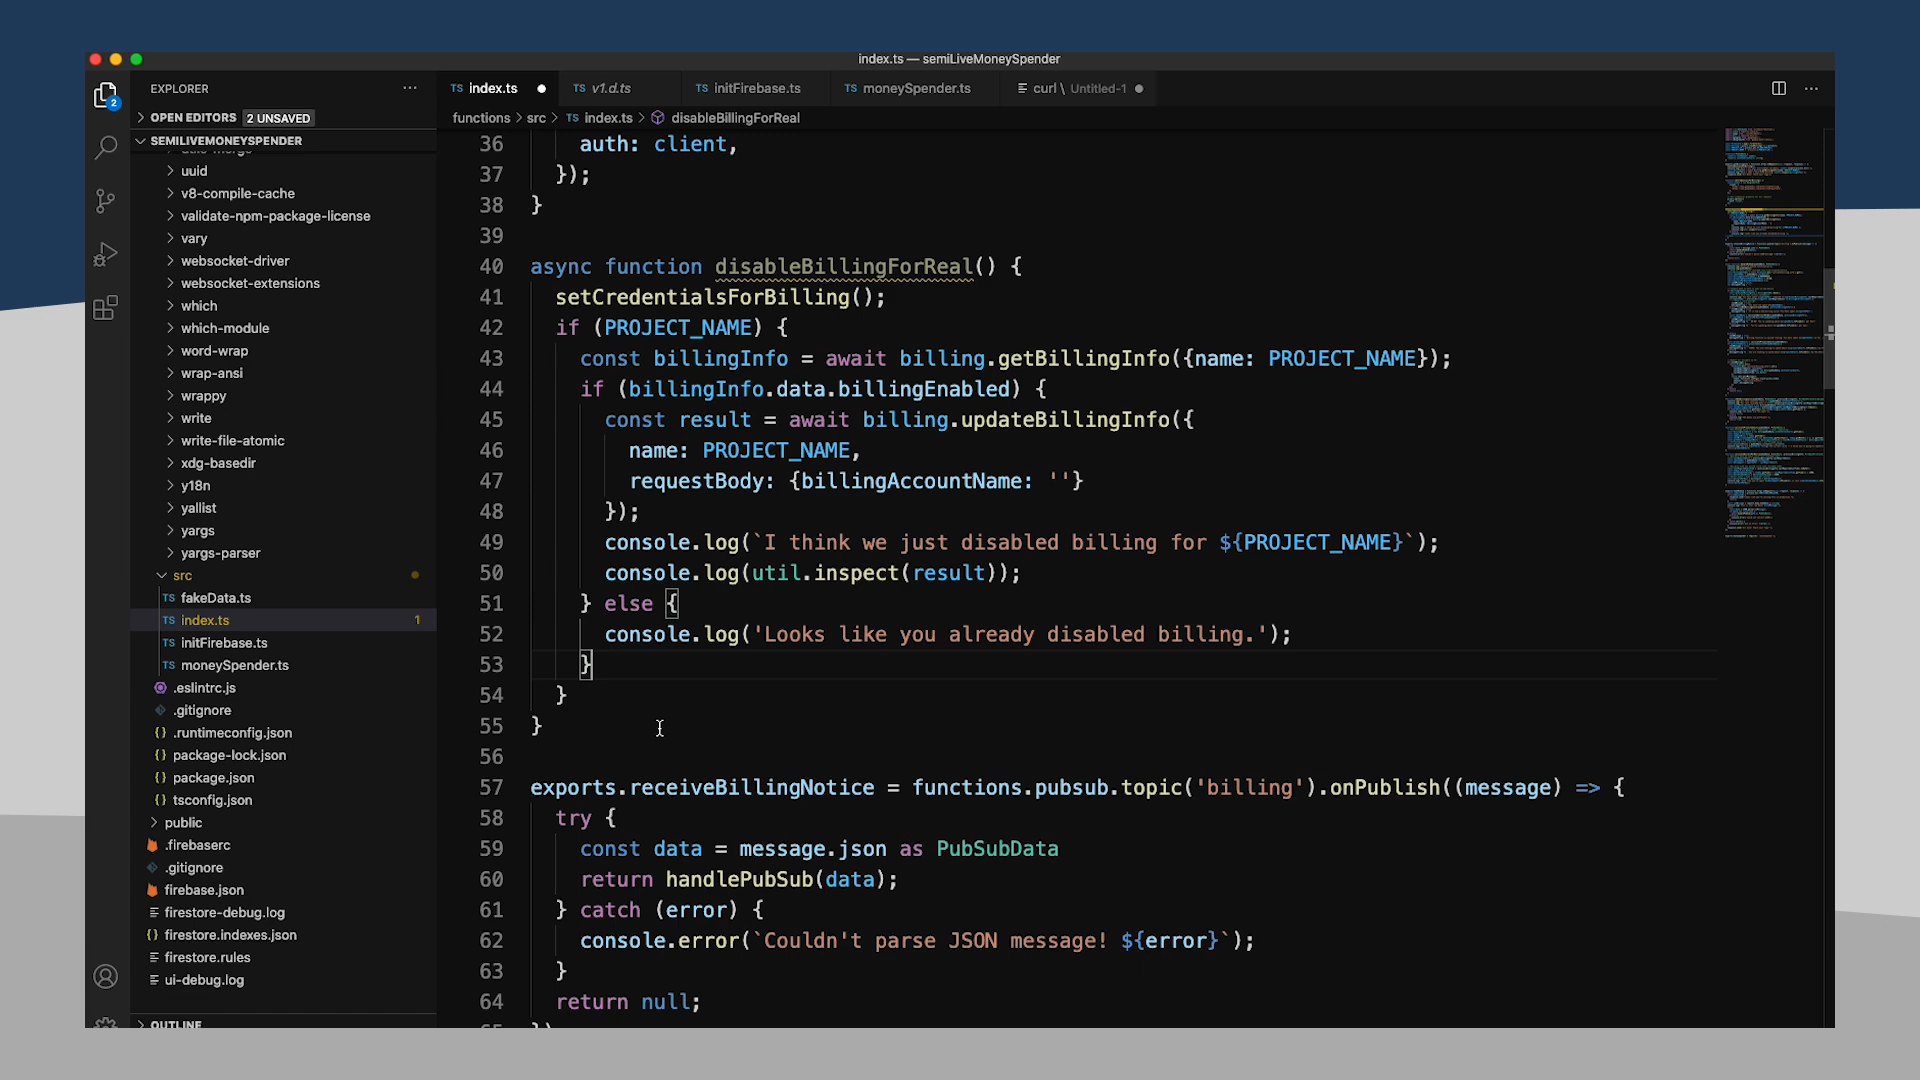 index.ts — semiLiveMoneySpender
EXPLORER
2
OPEN EDITORS 2 UNSAVED
SEMILIVEMONEYSPENDER
uuid
v8-compile-cache
validate-npm-package-license
vary
websocket-driver
websocket-extensions
which
which-module
word-wrap
wrap-ansi
wrappy
write
write-file-atomic
xdg-basedir
y18n
yallist
yargs
yargs-parser
src
TS fakeData.ts
TS index.ts 1
TS initFirebase.ts
TS moneySpender.ts
.eslintrc.js
.gitignore
{} .runtimeconfig.json
{} package-lock.json
{} package.json
{} tsconfig.json
public
.firebaserc
.gitignore
firebase.json
firestore-debug.log
{} firestore.indexes.json
firestore.rules
ui-debug.log
OUTLINE
TS index.ts TS v1.d.ts TS initFirebase.ts TS moneySpender.ts curl \ Untitled-1
functions > src > TS index.ts > disableBillingForReal
36 auth: client,
37 });
38 }
39
40 async function disableBillingForReal() {
41 setCredentialsForBilling();
42 if (PROJECT_NAME) {
43 const billingInfo = await billing.getBillingInfo({name: PROJECT_NAME});
44 if (billingInfo.data.billingEnabled) {
45 const result = await billing.updateBillingInfo({
46 name: PROJECT_NAME,
47 requestBody: {billingAccountName: ''}
48 });
49 console.log(`I think we just disabled billing for ${PROJECT_NAME}`);
50 console.log(util.inspect(result));
51 } else {
52 console.log('Looks like you already disabled billing.');
53 }
54 }
55 }
56
57 exports.receiveBillingNotice = functions.pubsub.topic('billing').onPublish((message) => {
58 try {
59 const data = message.json as PubSubData
60 return handlePubSub(data);
61 } catch (error) {
62 console.error(`Couldn't parse JSON message! ${error}`);
63 }
64 return null;